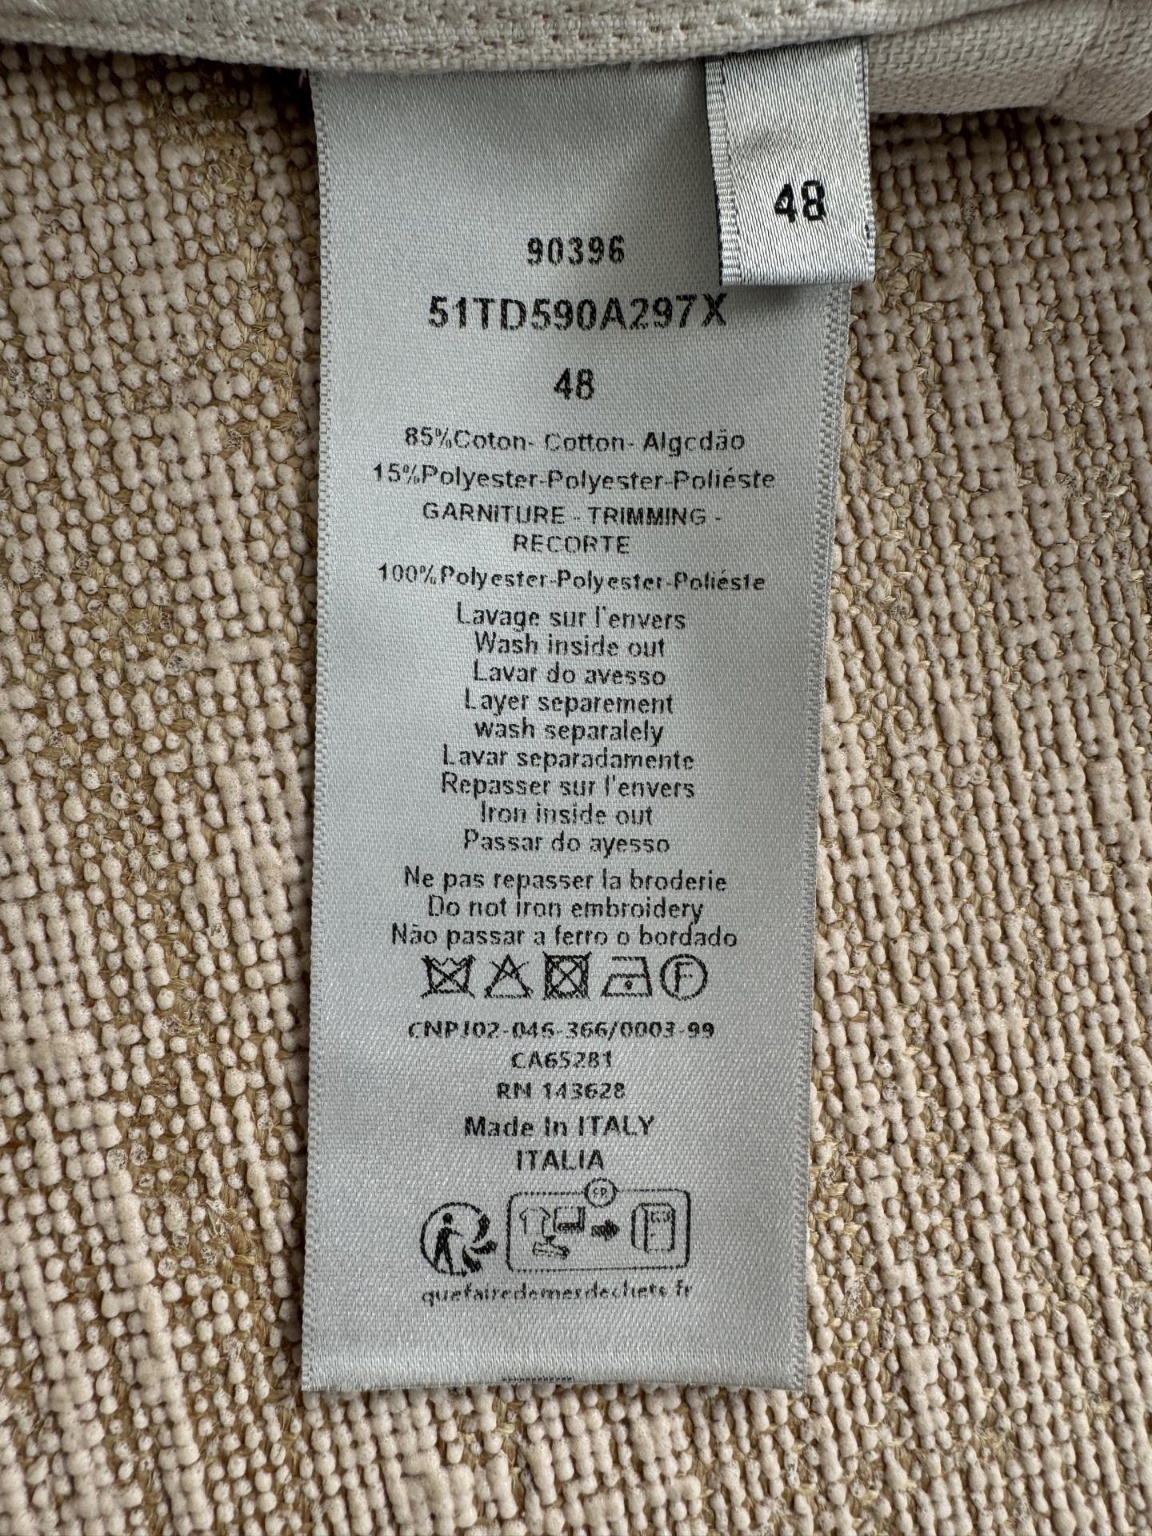 48
90396
51TD590A297X
48
85%Coton- Cotton- Algcdão
15%Polyester-Polyester-Poliéste
GARNITURE - TRIMMING -
RECORTE
100%Polyester-Polyester-Poliéste
Lavage sur l'envers
Wash inside out
Lavar do avesso
Layer separement
wash separalely
Lavar separadamente
Repasser sur l'envers
Iron inside out
Passar do ayesso
Ne pas repasser la broderie
Do not iron embroidery
Não passar a ferro o bordado
F
CNPJ02-046-366/0003-99
CA65281
RN 143628
Made In ITALY
ITALIA
FR
quefairedemesdechets.fr